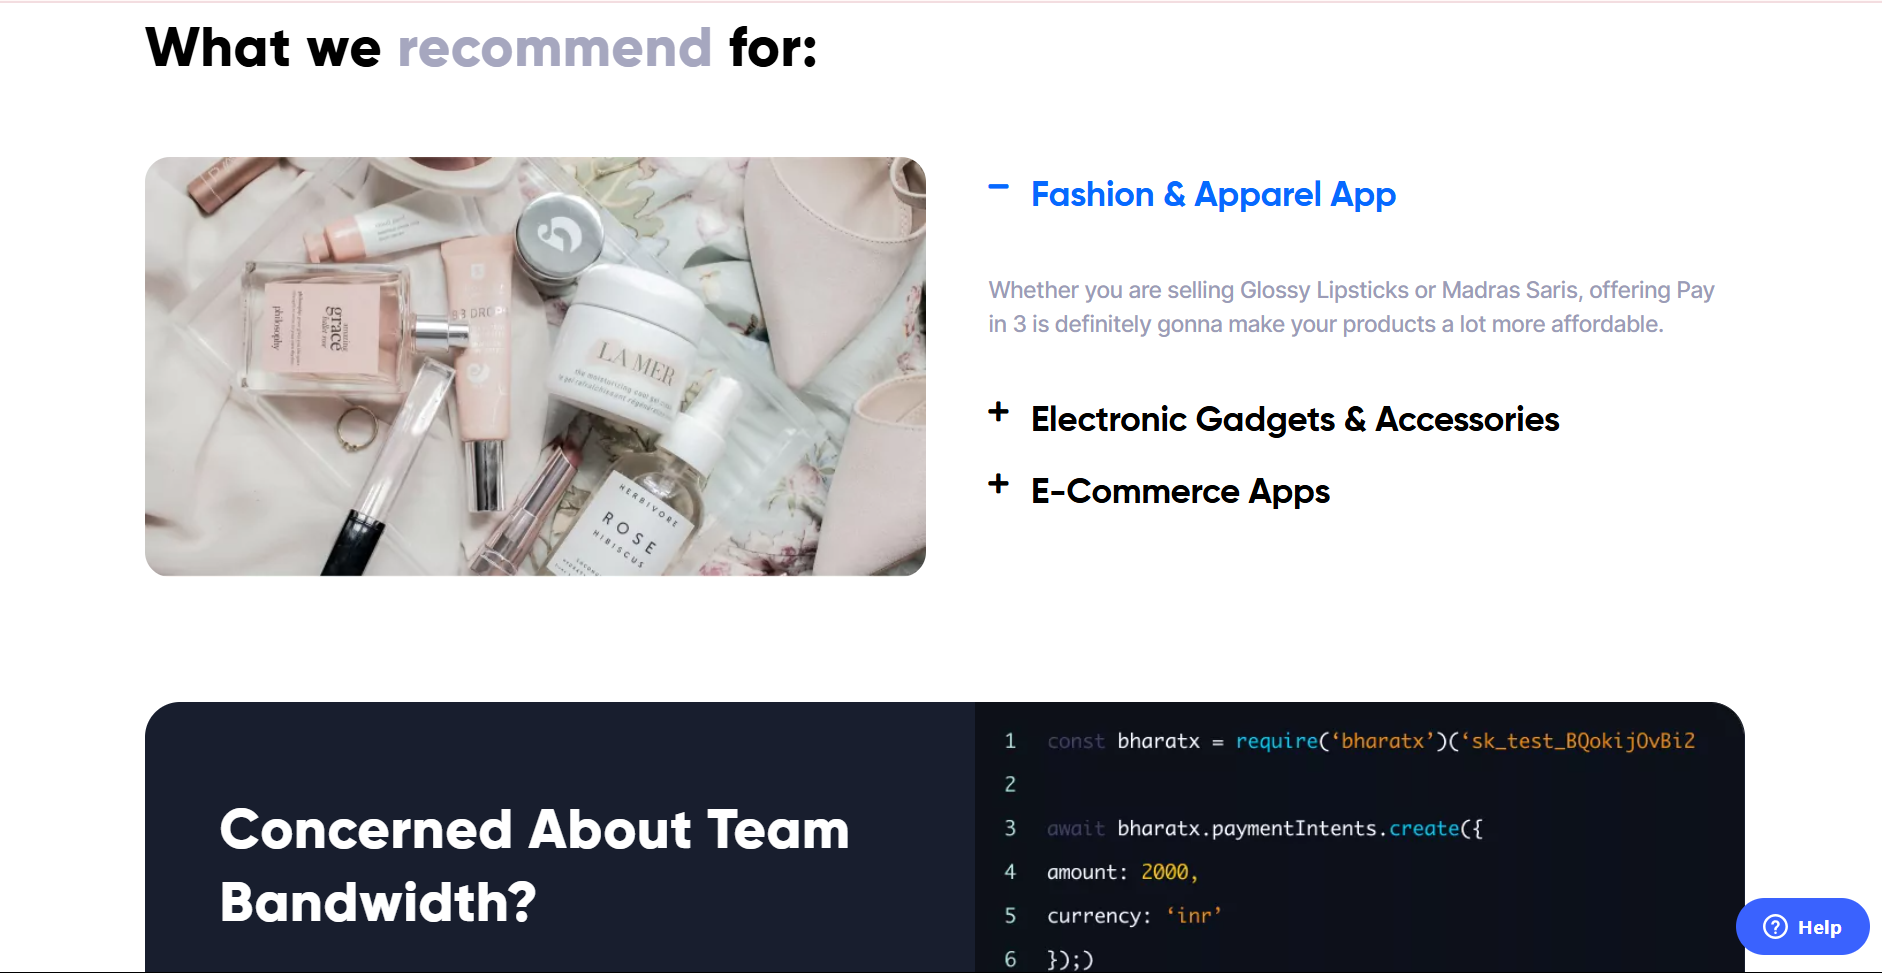 What we recommend for:
amazing
grace
ballet rose
philosophy
BB DROPS
LA MER
the moisturizing cool gel cream
HERBIVORE
ROSE
HIBISCUS
Fashion & Apparel App
Whether you are selling Glossy Lipsticks or Madras Saris, offering Pay
in 3 is definitely gonna make your products a lot more affordable.
Electronic Gadgets & Accessories
E-Commerce Apps
Concerned About Team
Bandwidth?
1 const bharatx = require(‘bharatx’)(‘sk_test_BQokijOvBi2
2
3 await bharatx.paymentIntents.create({
4 amount: 2000,
5 currency: ‘inr’
6 });)
Help